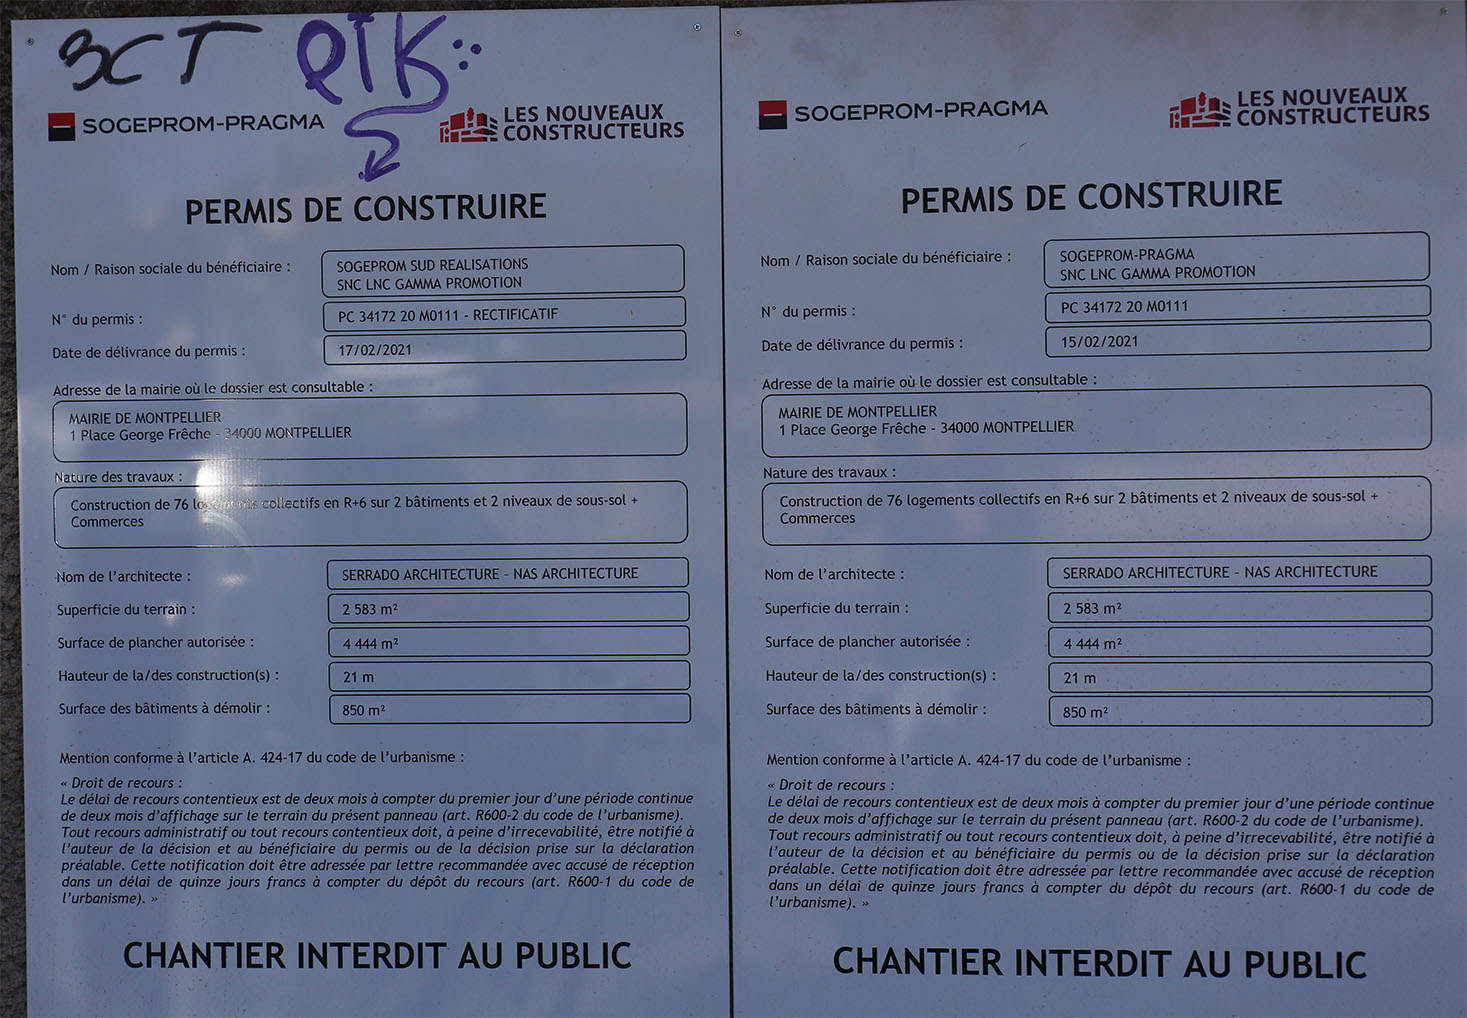 3CT PIK
SOGEPROM-PRAGMA
LES NOUVEAUX
CONSTRUCTEURS
PERMIS DE CONSTRUIRE
Nom / Raison sociale du bénéficiaire :
SOGEPROM SUD REALISATIONS
SNC LNC GAMMA PROMOTION
N° du permis :
PC 34172 20 M0111 - RECTIFICATIF
Date de délivrance du permis :
17/02/2021
Adresse de la mairie où le dossier est consultable :
MAIRIE DE MONTPELLIER
1 Place George Frêche - 34000 MONTPELLIER
Nature des travaux :
Construction de 76 logements collectifs en R+6 sur 2 bâtiments et 2 niveaux de sous-sol +
Commerces
Nom de l'architecte :
SERRADO ARCHITECTURE - NAS ARCHITECTURE
Superficie du terrain :
2 583 m²
Surface de plancher autorisée :
4 444 m²
Hauteur de la/des construction(s) :
21 m
Surface des bâtiments à démolir :
850 m²
Mention conforme à l'article A. 424-17 du code de l'urbanisme :
« Droit de recours :
Le délai de recours contentieux est de deux mois à compter du premier jour d'une période continue
de deux mois d'affichage sur le terrain du présent panneau (art. R600-2 du code de l'urbanisme).
Tout recours administratif ou tout recours contentieux doit, à peine d'irrecevabilité, être notifié à
l'auteur de la décision et au bénéficiaire du permis ou de la décision prise sur la déclaration
préalable. Cette notification doit être adressée par lettre recommandée avec accusé de réception
dans un délai de quinze jours francs à compter du dépôt du recours (art. R600-1 du code de
l'urbanisme). »
CHANTIER INTERDIT AU PUBLIC
SOGEPROM-PRAGMA
LES NOUVEAUX
CONSTRUCTEURS
PERMIS DE CONSTRUIRE
Nom / Raison sociale du bénéficiaire :
SOGEPROM-PRAGMA
SNC LNC GAMMA PROMOTION
N° du permis :
PC 34172 20 M0111
Date de délivrance du permis :
15/02/2021
Adresse de la mairie où le dossier est consultable :
MAIRIE DE MONTPELLIER
1 Place George Frêche - 34000 MONTPELLIER
Nature des travaux :
Construction de 76 logements collectifs en R+6 sur 2 bâtiments et 2 niveaux de sous-sol +
Commerces
Nom de l'architecte :
SERRADO ARCHITECTURE - NAS ARCHITECTURE
Superficie du terrain :
2 583 m²
Surface de plancher autorisée :
4 444 m²
Hauteur de la/des construction(s) :
21 m
Surface des bâtiments à démolir :
850 m²
Mention conforme à l'article A. 424-17 du code de l'urbanisme :
« Droit de recours :
Le délai de recours contentieux est de deux mois à compter du premier jour d'une période continue
de deux mois d'affichage sur le terrain du présent panneau (art. R600-2 du code de l'urbanisme).
Tout recours administratif ou tout recours contentieux doit, à peine d'irrecevabilité, être notifié à
l'auteur de la décision et au bénéficiaire du permis ou de la décision prise sur la déclaration
préalable. Cette notification doit être adressée par lettre recommandée avec accusé de réception
dans un délai de quinze jours francs à compter du dépôt du recours (art. R600-1 du code de
l'urbanisme). »
CHANTIER INTERDIT AU PUBLIC